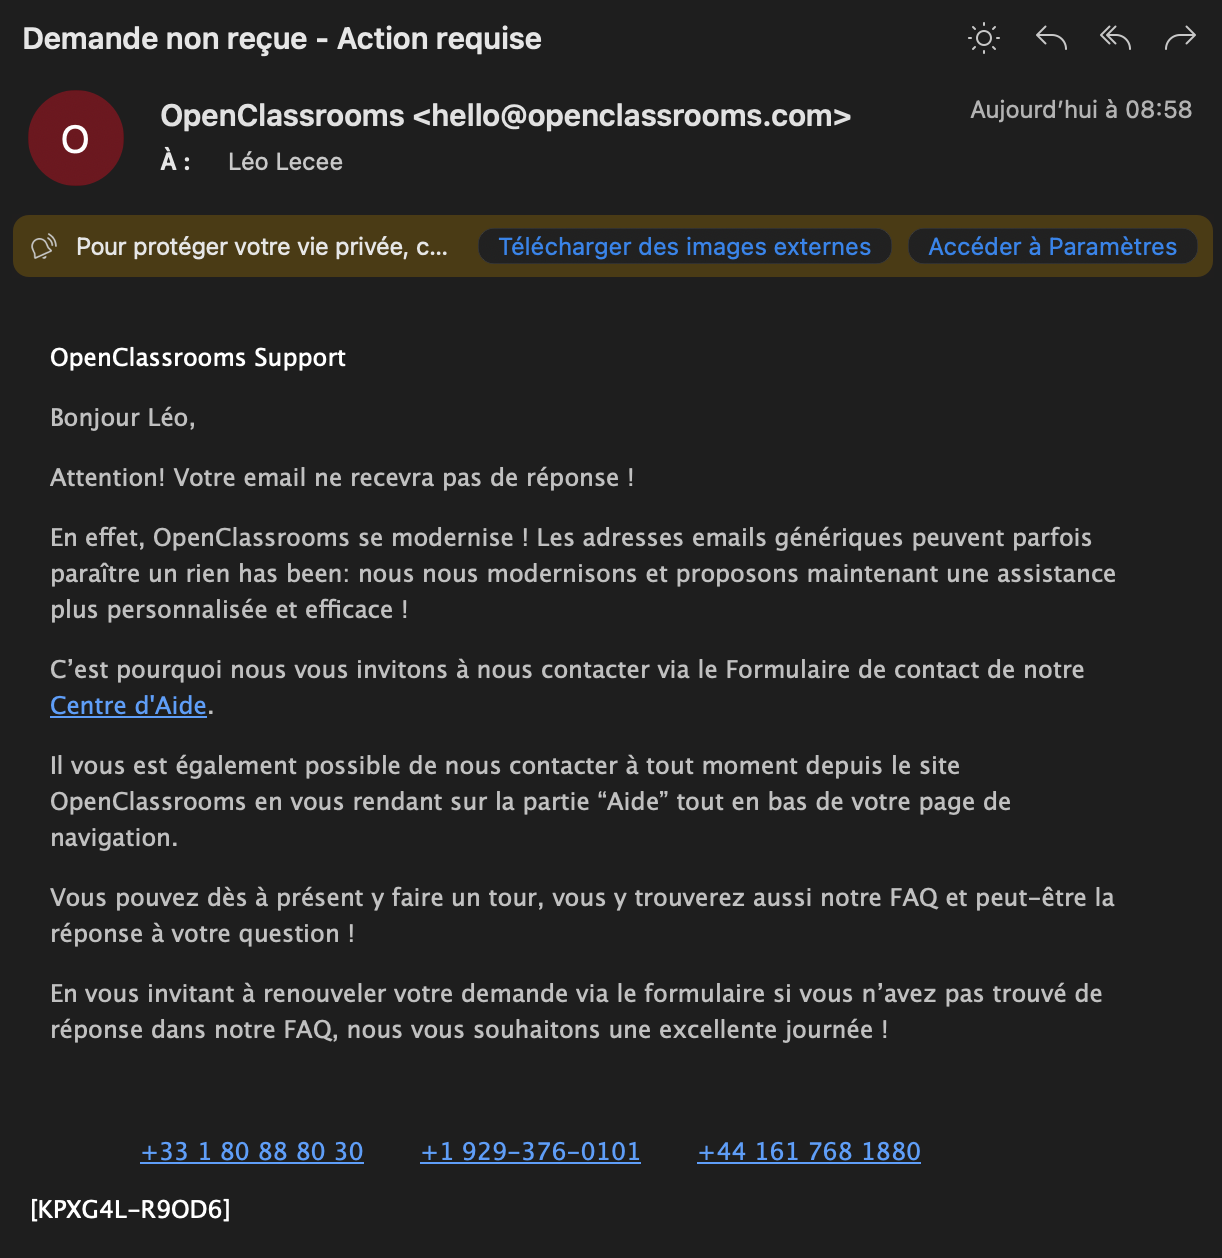 Demande non reçue - Action requise
O
OpenClassrooms <hello@openclassrooms.com>
Aujourd’hui à 08:58
À : Léo Lecee
Pour protéger votre vie privée, c... Télécharger des images externes Accéder à Paramètres
OpenClassrooms Support
Bonjour Léo,
Attention! Votre email ne recevra pas de réponse !
En effet, OpenClassrooms se modernise ! Les adresses emails génériques peuvent parfois
paraître un rien has been: nous nous modernisons et proposons maintenant une assistance
plus personnalisée et efficace !
C’est pourquoi nous vous invitons à nous contacter via le Formulaire de contact de notre
Centre d'Aide.
Il vous est également possible de nous contacter à tout moment depuis le site
OpenClassrooms en vous rendant sur la partie “Aide” tout en bas de votre page de
navigation.
Vous pouvez dès à présent y faire un tour, vous y trouverez aussi notre FAQ et peut-être la
réponse à votre question !
En vous invitant à renouveler votre demande via le formulaire si vous n’avez pas trouvé de
réponse dans notre FAQ, nous vous souhaitons une excellente journée !
+33 1 80 88 80 30 +1 929-376-0101 +44 161 768 1880
[KPXG4L-R9OD6]